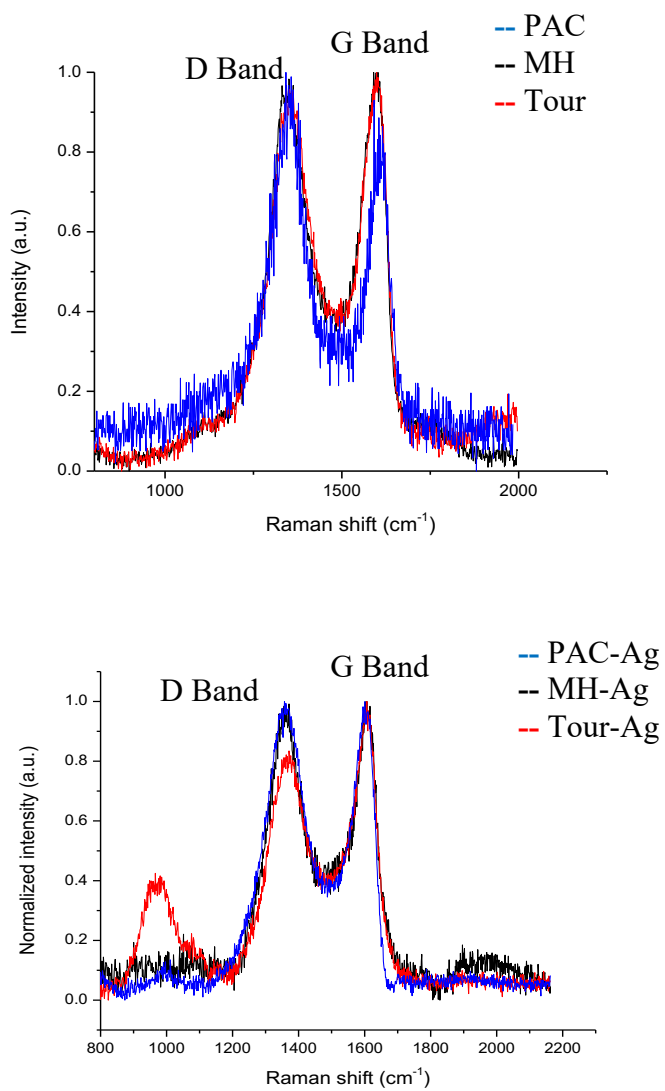 PAC
G Band
MH
D Band
Tour
1.0
0.8
0.6
0.4
0.2
0.0
Intensity (a.u.)
1000
1500
2000
Raman shift (cm⁻¹)
PAC-Ag
G Band
MH-Ag
D Band
Tour-Ag
1.0
0.8
0.6
0.4
0.2
0.0
Normalized intensity (a.u.)
800
1000
1200
1400
1600
1800
2000
2200
Raman shift (cm⁻¹)